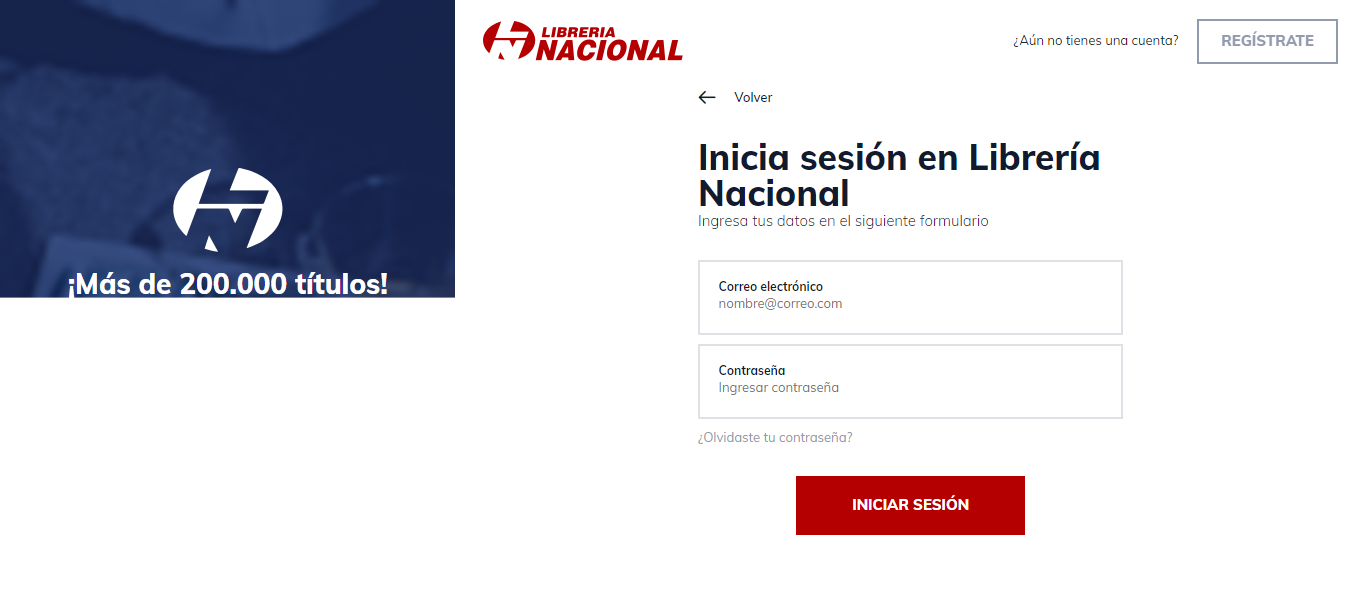 ¡Más de 200.000 títulos!
LIBRERIA
NACIONAL
¿Aún no tienes una cuenta?
REGÍSTRATE
Volver
Inicia sesión en Librería
Nacional
Ingresa tus datos en el siguiente formulario
Correo electrónico
nombre@correo.com
Contraseña
Ingresar contraseña
¿Olvidaste tu contraseña?
INICIAR SESIÓN